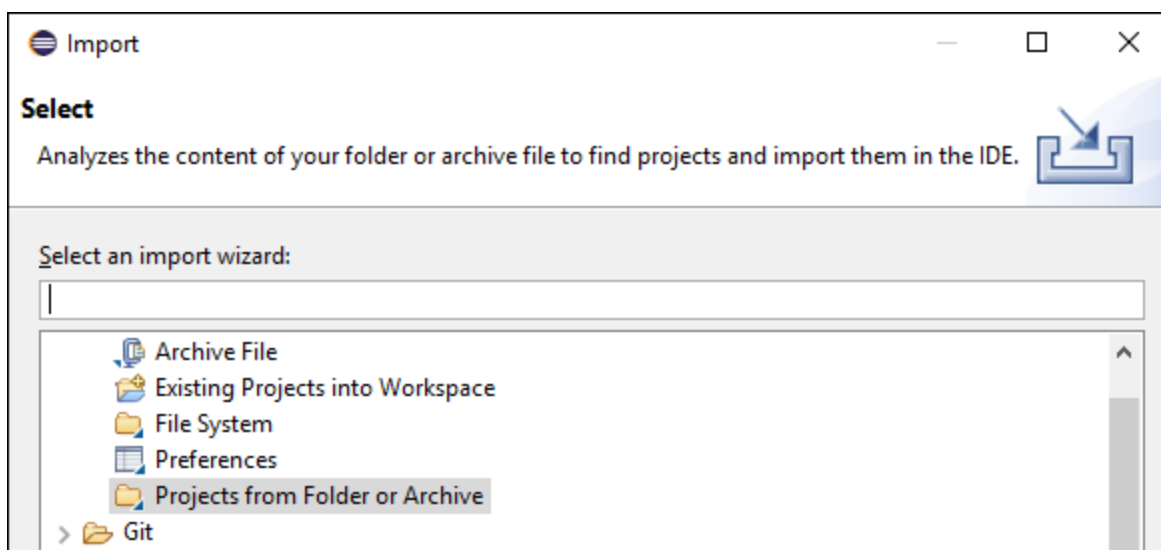 Import
Select
Analyzes the content of your folder or archive file to find projects and import them in the IDE.
Select an import wizard:
Archive File
Existing Projects into Workspace
File System
Preferences
Projects from Folder or Archive
Git